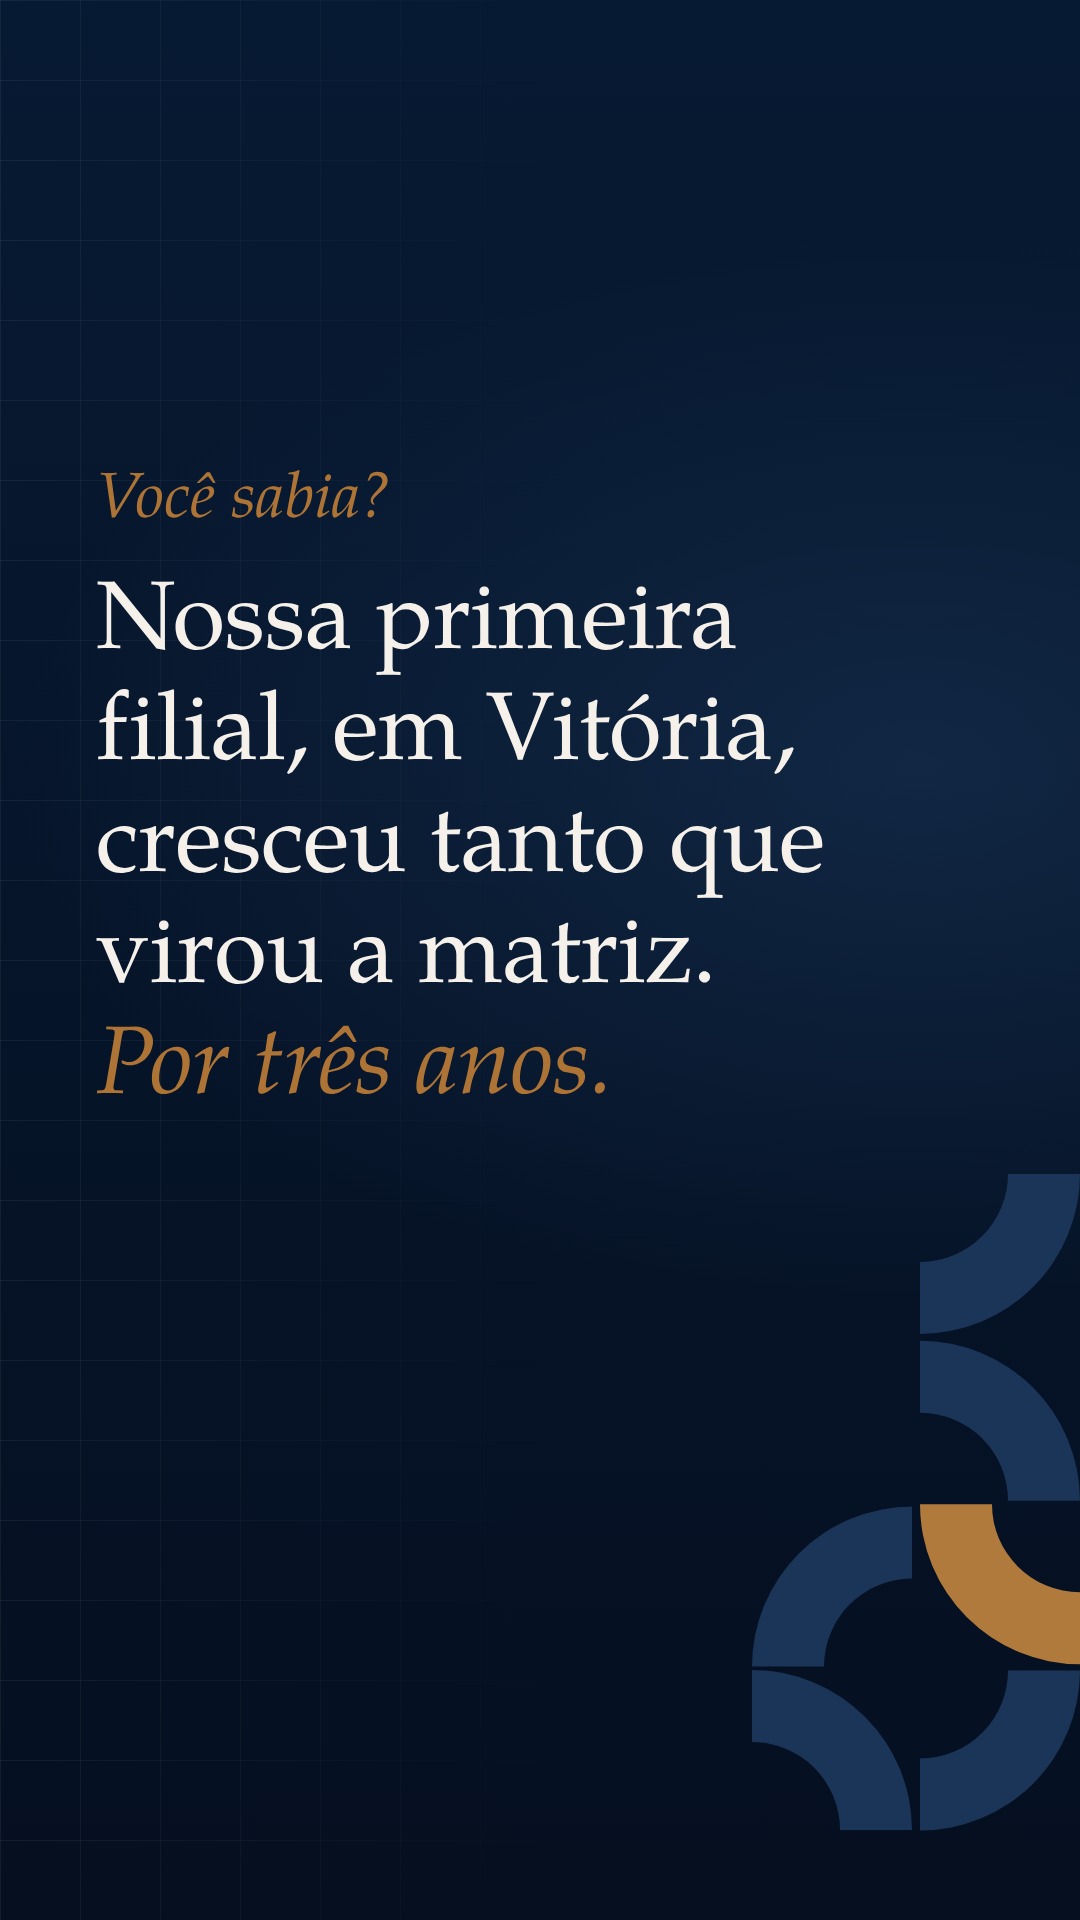 Você sabia?
Nossa primeira
filial, em Vitória,
cresceu tanto que
virou a matriz.
Por três anos.